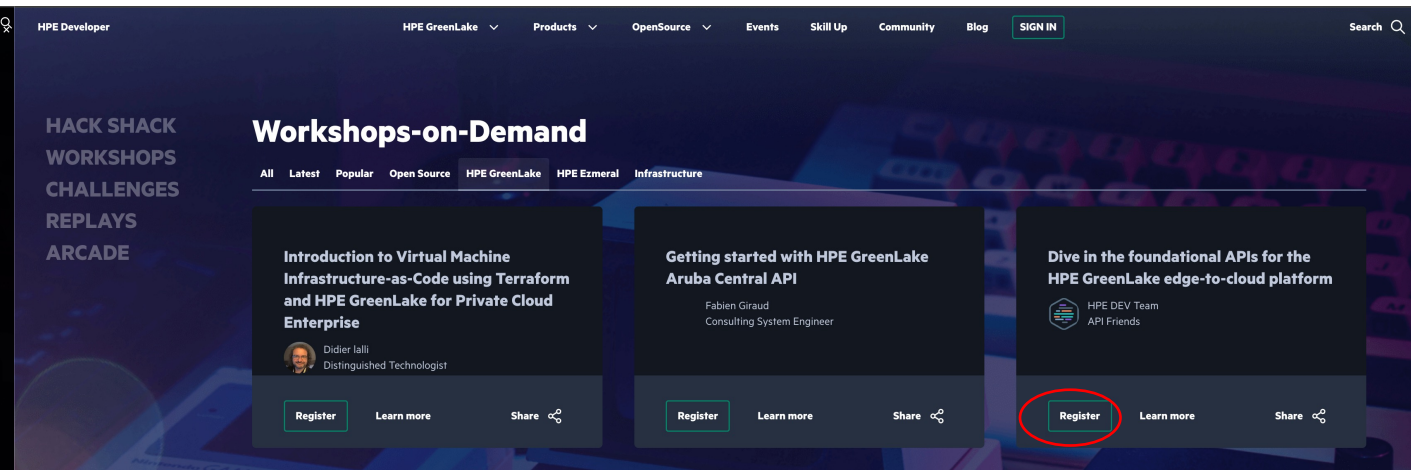 HPE Developer
HPE GreenLake
Products
OpenSource
Events
Skill Up
Community
Blog
SIGN IN
Search
HACK SHACK
WORKSHOPS
CHALLENGES
REPLAYS
ARCADE
Workshops-on-Demand
All
Latest
Popular
Open Source
HPE GreenLake
HPE Ezmeral
Infrastructure
Introduction to Virtual Machine
Infrastructure-as-Code using Terraform
and HPE GreenLake for Private Cloud
Enterprise
Didier lalli
Distinguished Technologist
Register
Learn more
Share
Getting started with HPE GreenLake
Aruba Central API
Fabien Giraud
Consulting System Engineer
Register
Learn more
Share
Dive in the foundational APIs for the
HPE GreenLake edge-to-cloud platform
HPE DEV Team
API Friends
Register
Learn more
Share